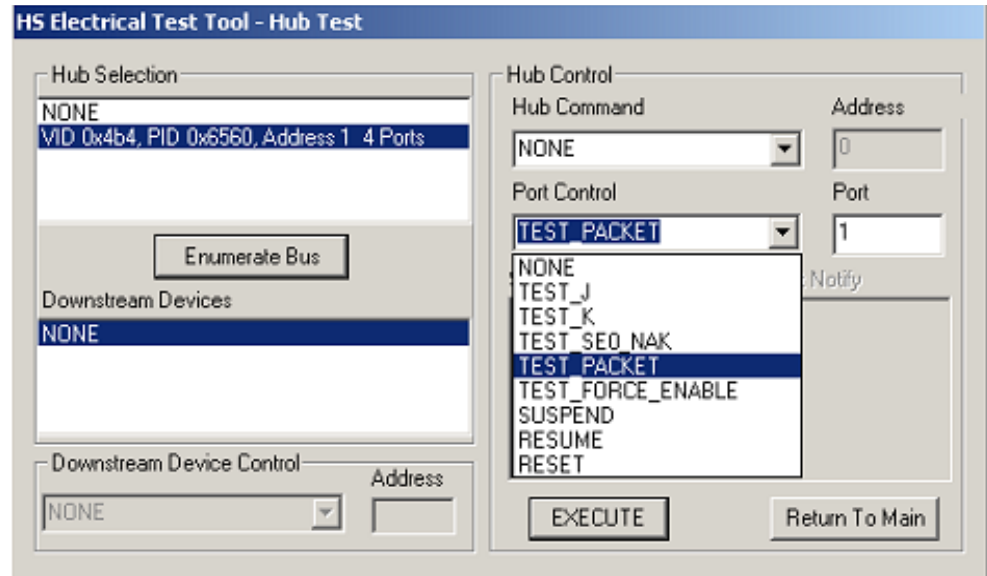 HS Electrical Test Tool - Hub Test
Hub Selection
NONE
VID 0x4b4, PID 0x6560, Address 1 4 Ports
Enumerate Bus
Downstream Devices
NONE
Downstream Device Control
Address
NONE
Hub Control
Hub Command
Address
NONE
0
Port Control
Port
TEST_PACKET
1
NONE
TEST_J
TEST_K
TEST_SE0_NAK
TEST_PACKET
TEST_FORCE_ENABLE
SUSPEND
RESUME
RESET
Notify
EXECUTE
Return To Main